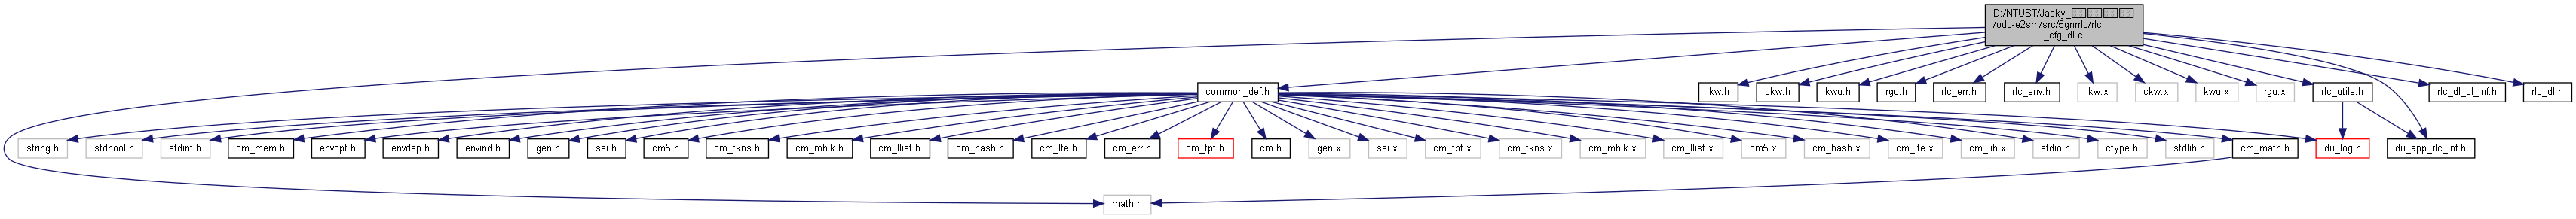 D:/NTUST/Jacky_
/odu-e2sm/src/5gnrrlc/rlc
_cfg_dl.c
common_def.h
lkw.h
ckw.h
kwu.h
rgu.h
rlc_err.h
rlc_env.h
lkw.x
ckw.x
kwu.x
rgu.x
rlc_utils.h
rlc_dl_ul_inf.h
rlc_dl.h
string.h
stdbool.h
stdint.h
cm_mem.h
envopt.h
envdep.h
envind.h
gen.h
ssi.h
cm5.h
cm_tkns.h
cm_mblk.h
cm_llist.h
cm_hash.h
cm_lte.h
cm_err.h
cm_tpt.h
cm.h
gen.x
ssi.x
cm_tpt.x
cm_tkns.x
cm_mblk.x
cm_llist.x
cm5.x
cm_hash.x
cm_lte.x
cm_lib.x
stdio.h
ctype.h
stdlib.h
cm_math.h
du_log.h
du_app_rlc_inf.h
math.h